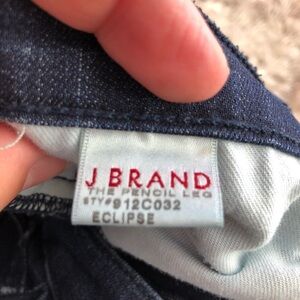 J BRAND
THE PENCIL LEG
STY#912C032
ECLIPSE